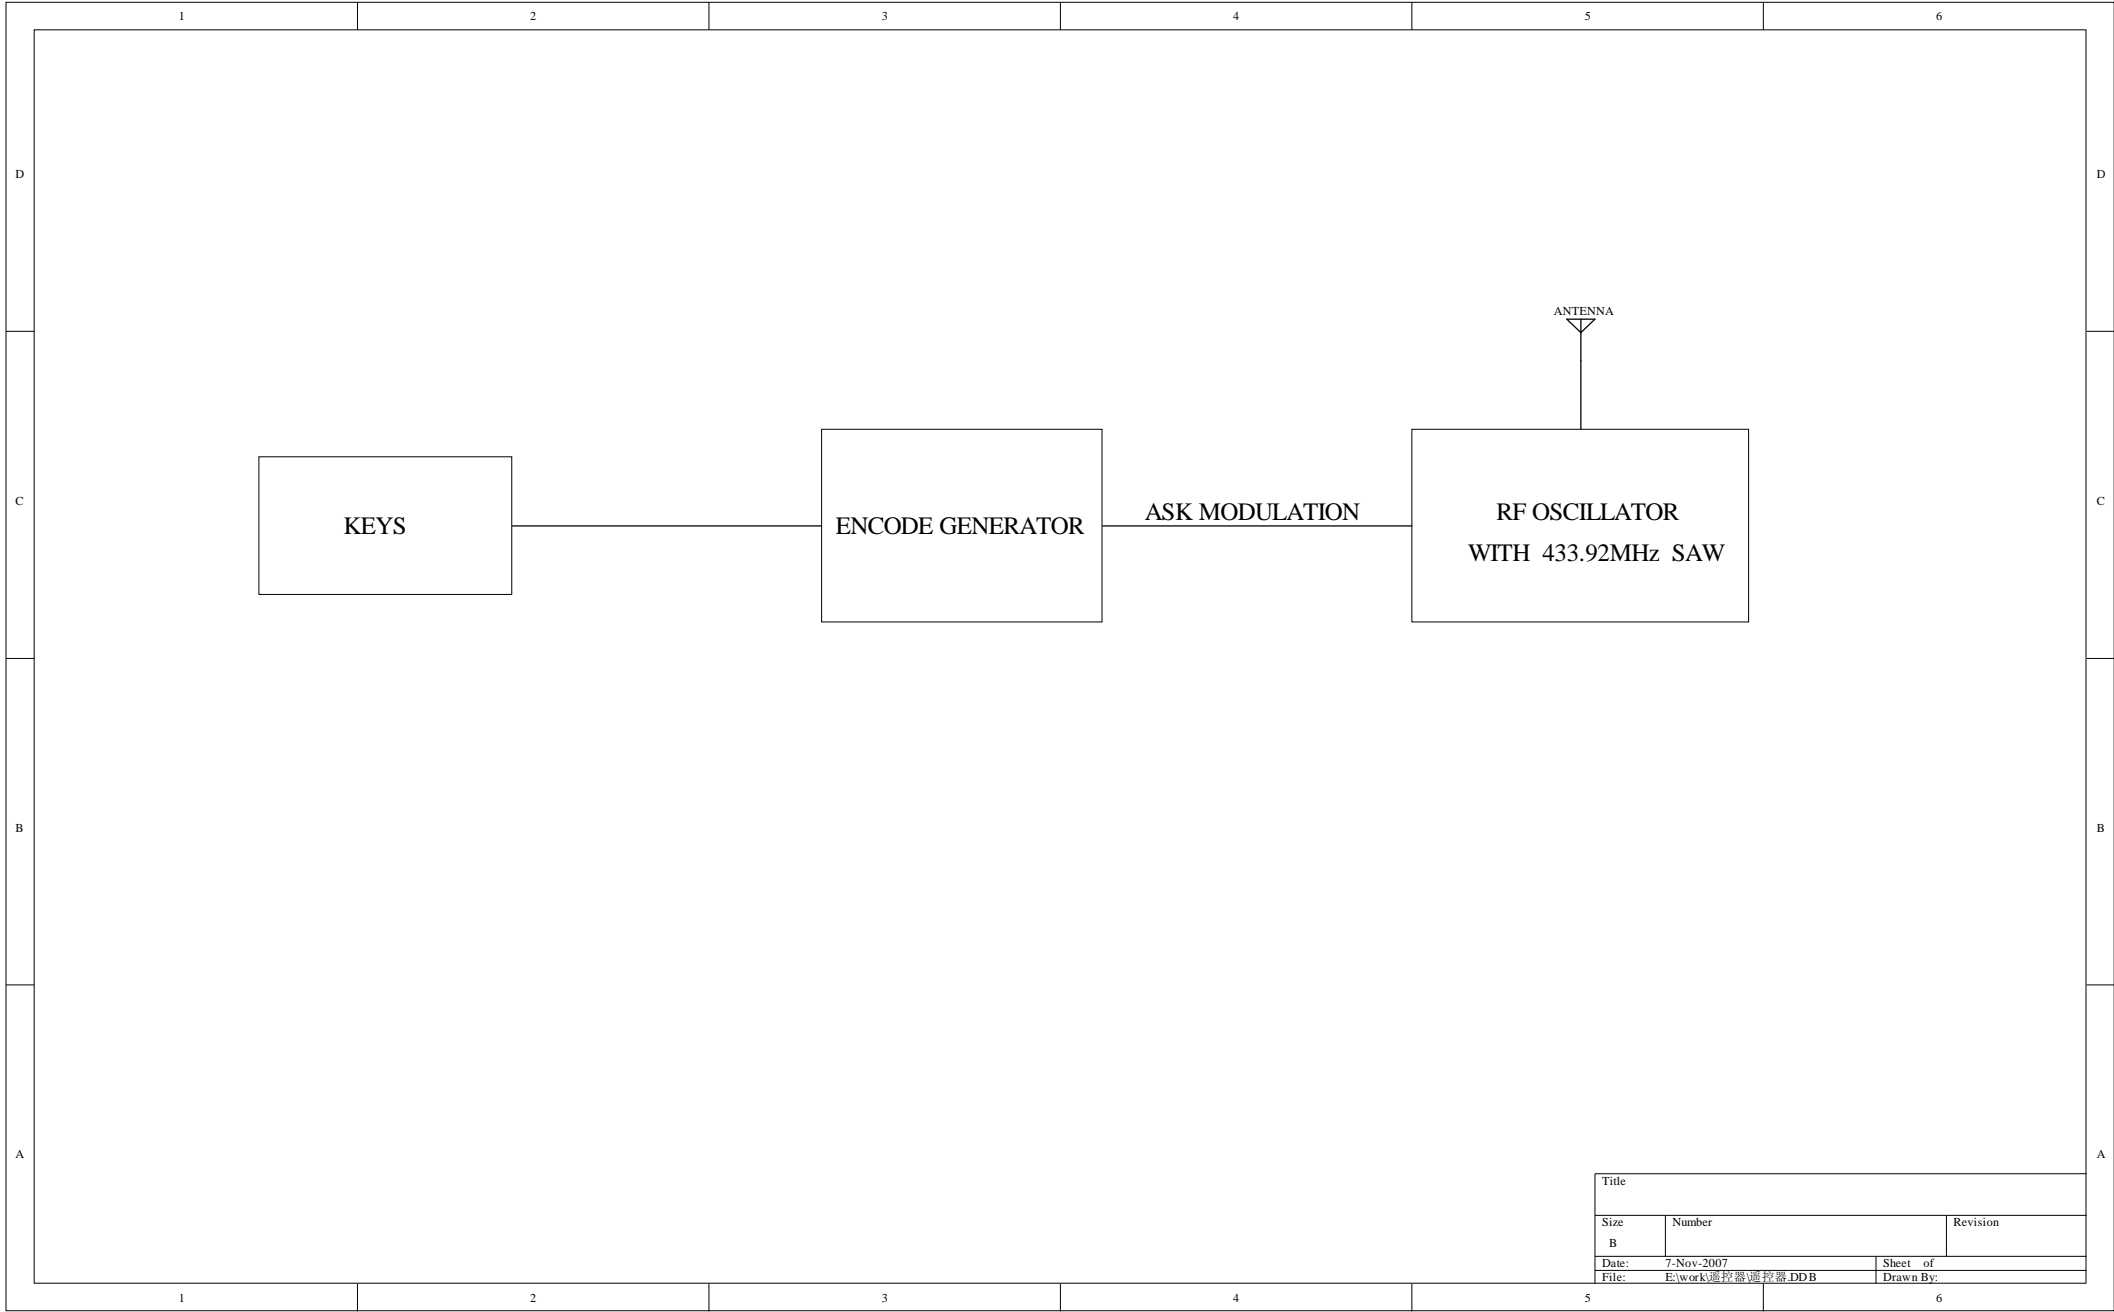 1 2 3 4 5 6
D D
ANTENNA
C C
KEYS
ENCODE GENERATOR
ASK MODULATION
RF OSCILLATOR
WITH 433.92MHz SAW
B B
A A
Title
Size Number Revision
B
Date: 7-Nov-2007 Sheet of
File: E:\work\遥控器\遥控器.DDB Drawn By:
1 2 3 4 5 6